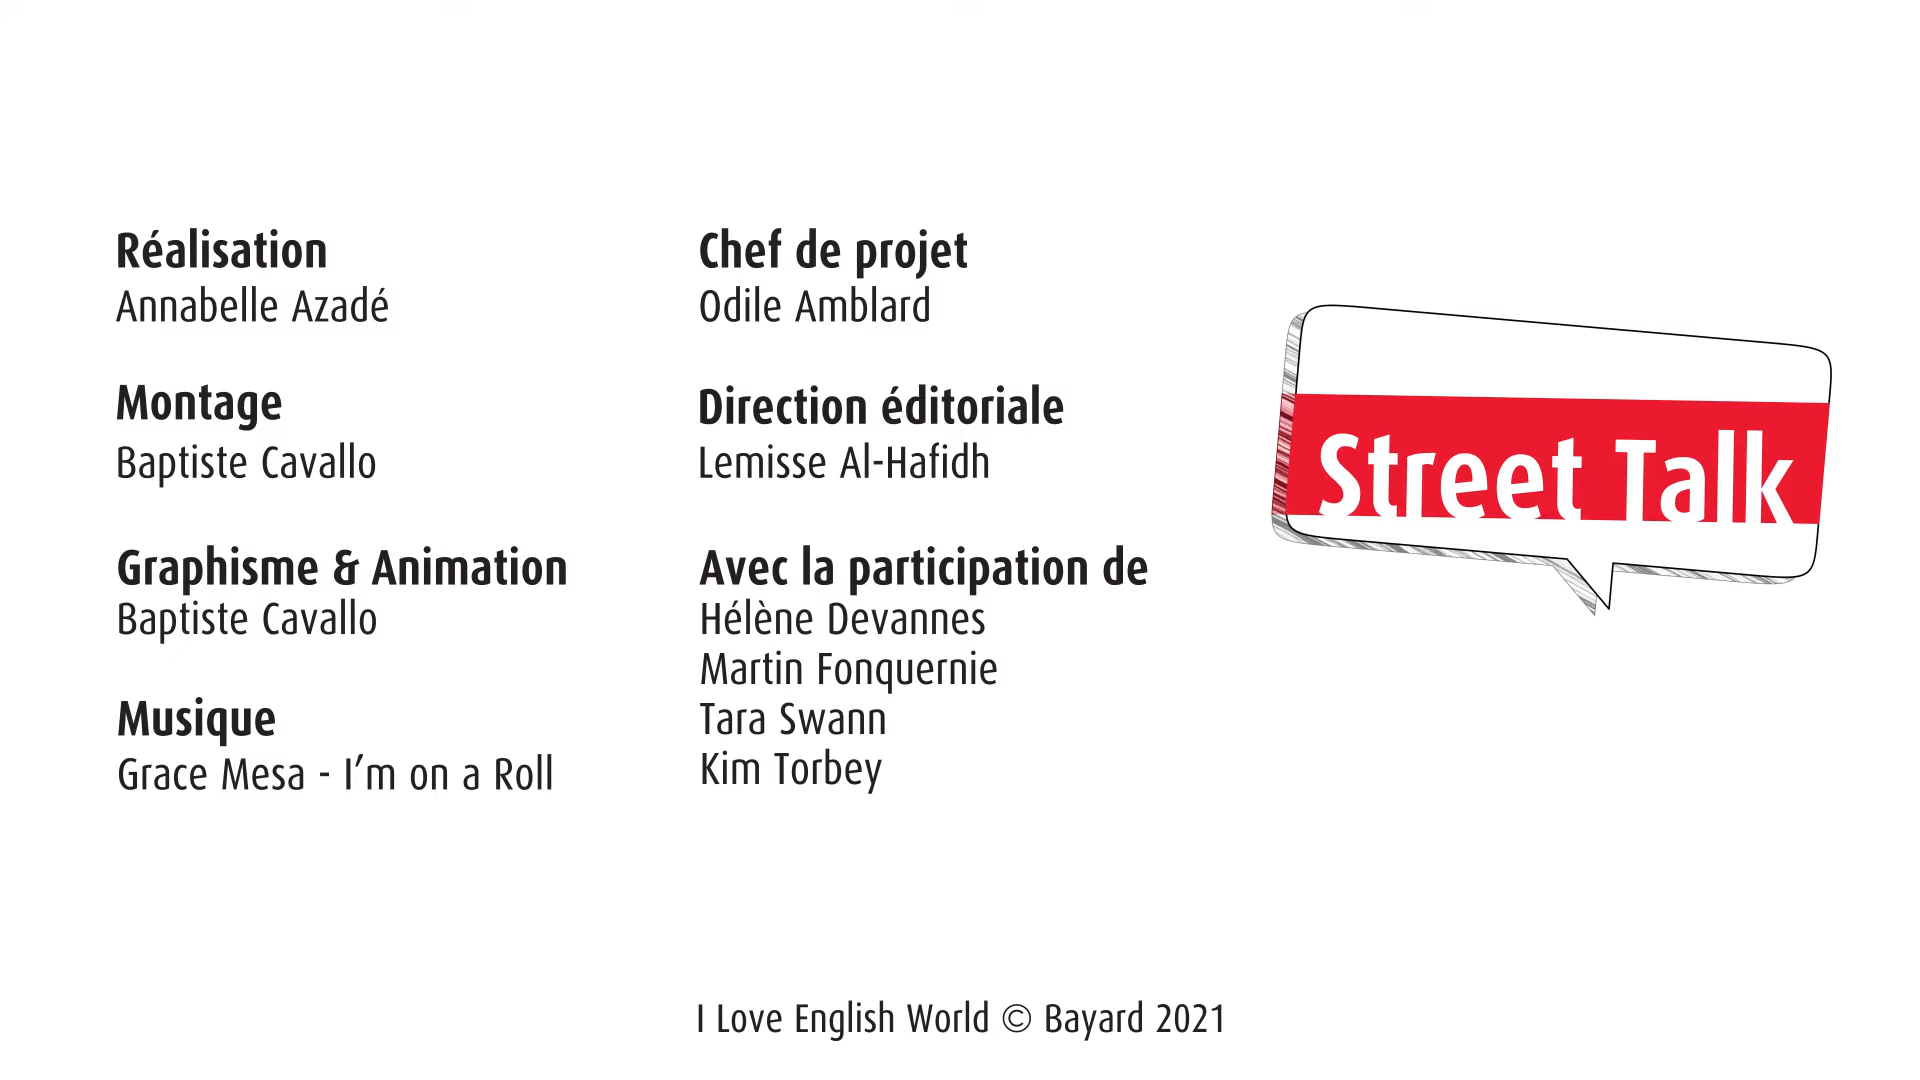 Réalisation
Annabelle Azadé
Montage
Baptiste Cavallo
Graphisme & Animation
Baptiste Cavallo
Musique
Grace Mesa - I’m on a Roll
Chef de projet
Odile Amblard
Direction éditoriale
Lemisse Al-Hafidh
Avec la participation de
Hélène Devannes
Martin Fonquernie
Tara Swann
Kim Torbey
Street Talk
I Love English World © Bayard 2021